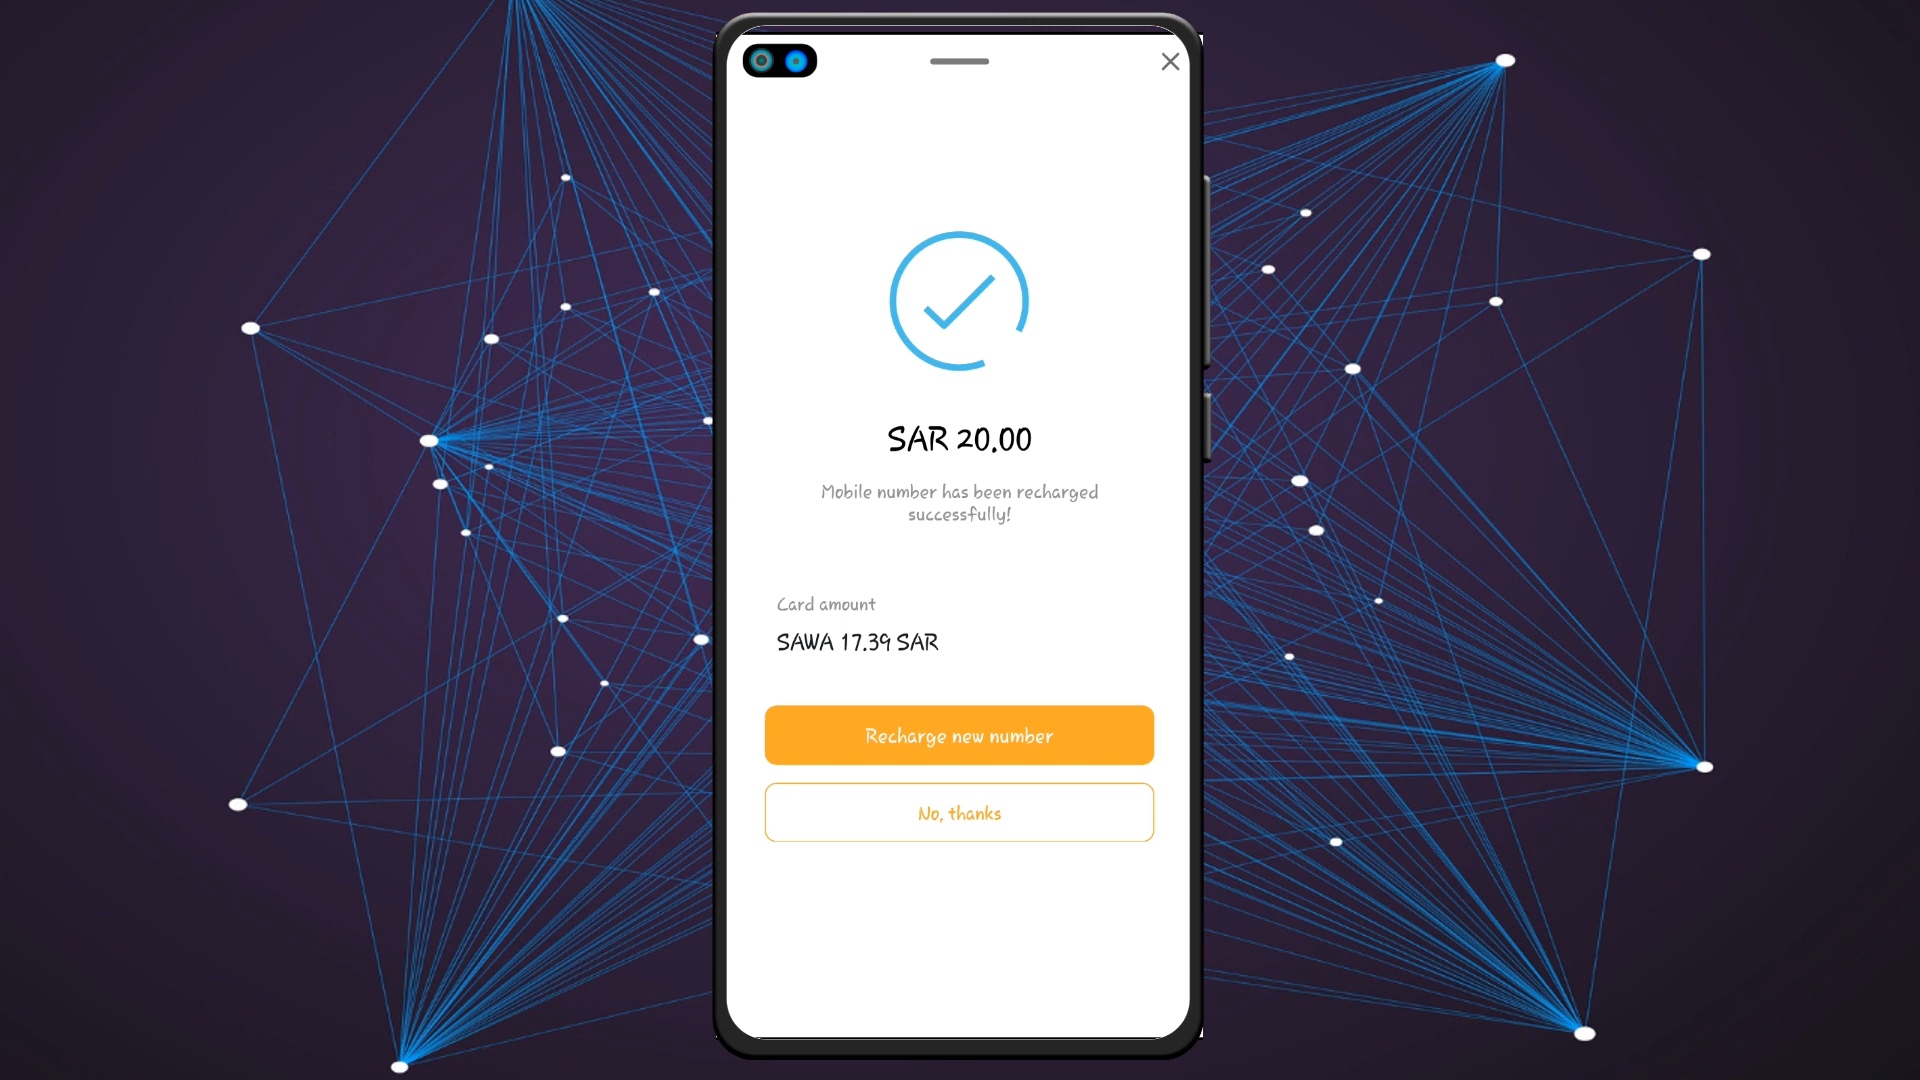 SAR 20.00
Mobile number has been recharged
successfully!
Card amount
SAWA 17.39 SAR
Recharge new number
No, thanks